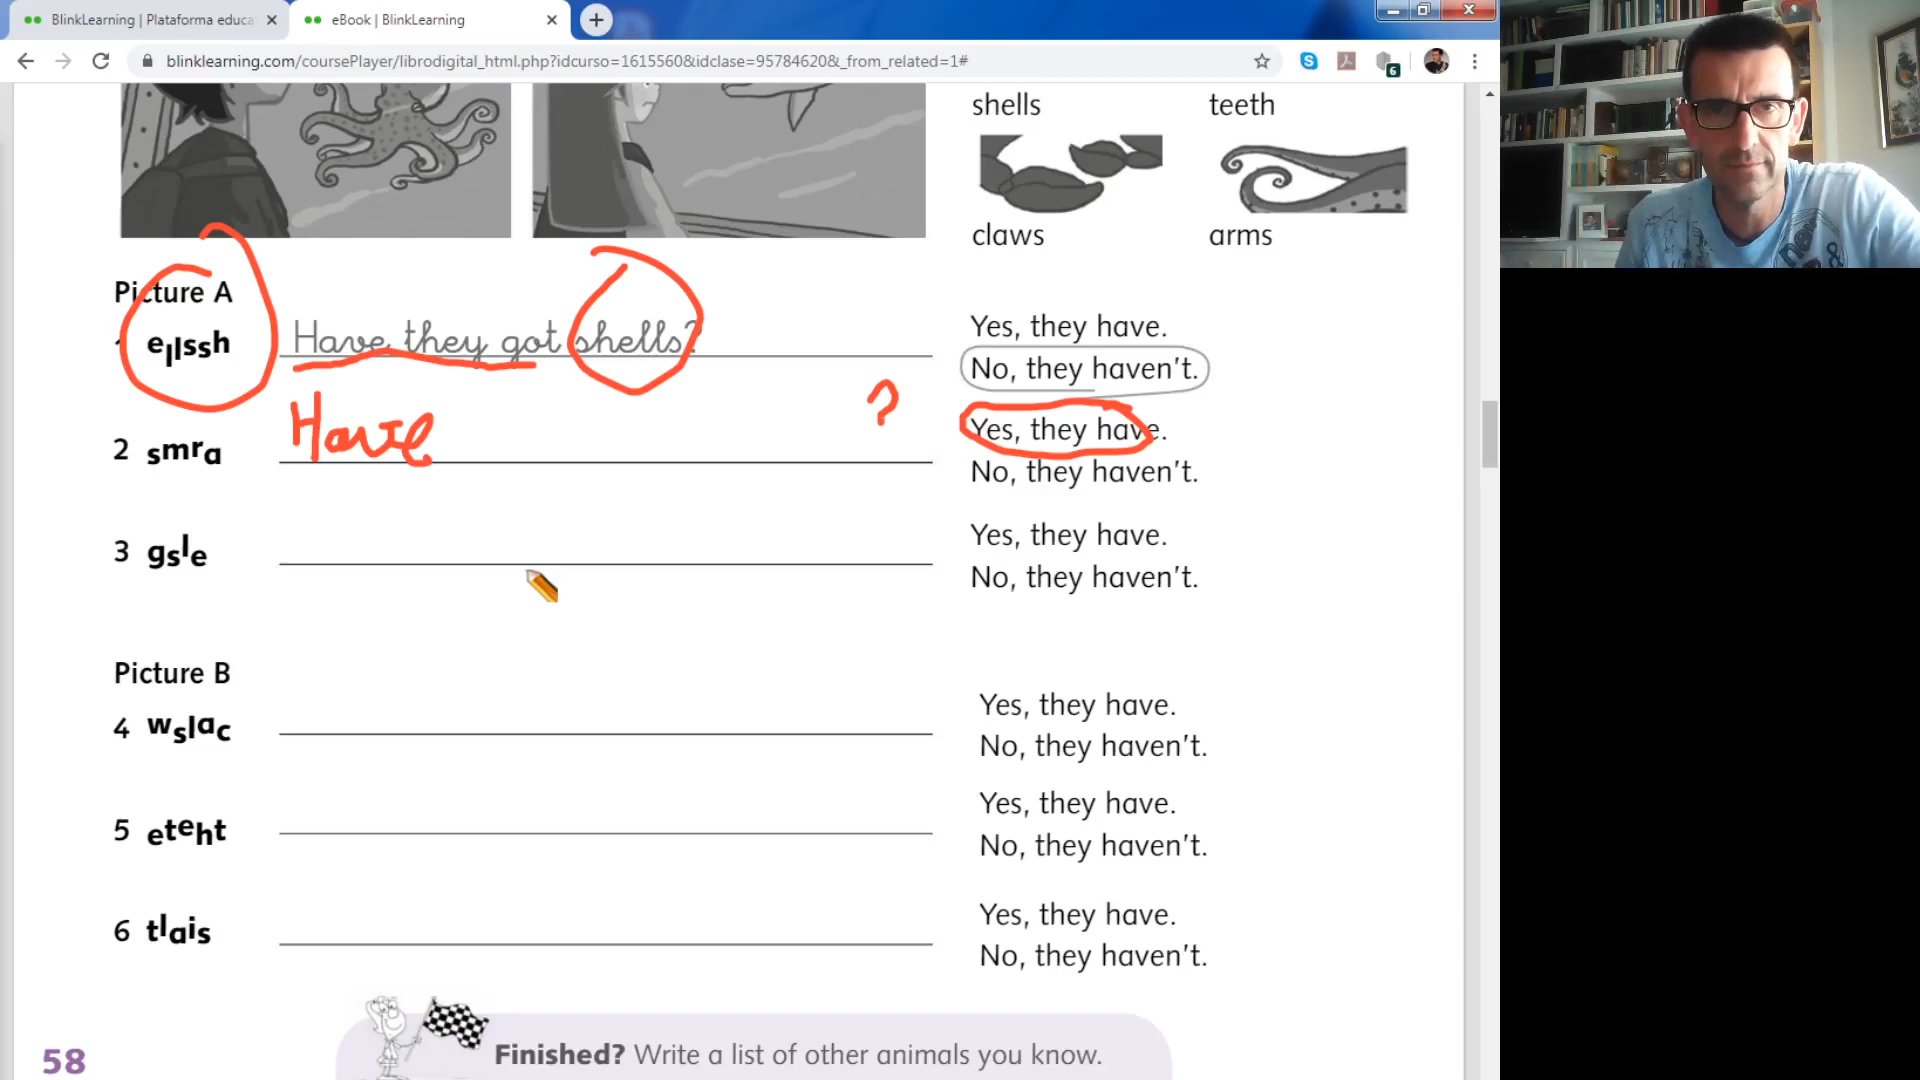 BlinkLearning | Plataforma educa
eBook | BlinkLearning
blinklearning.com/coursePlayer/librodigital_html.php?idcurso=1615560&idclase=95784620&_from_related=1#
6
shells teeth
claws arms
Picture A
ellssh Have they got shells? Yes, they have.
No, they haven't.
Have ?
2 smra Yes, they have.
No, they haven't.
3 gsle Yes, they have.
No, they haven't.
Picture B
4 wslac Yes, they have.
No, they haven't.
5 eteht Yes, they have.
No, they haven't.
6 tlais Yes, they have.
No, they haven't.
58
Finished? Write a list of other animals you know.